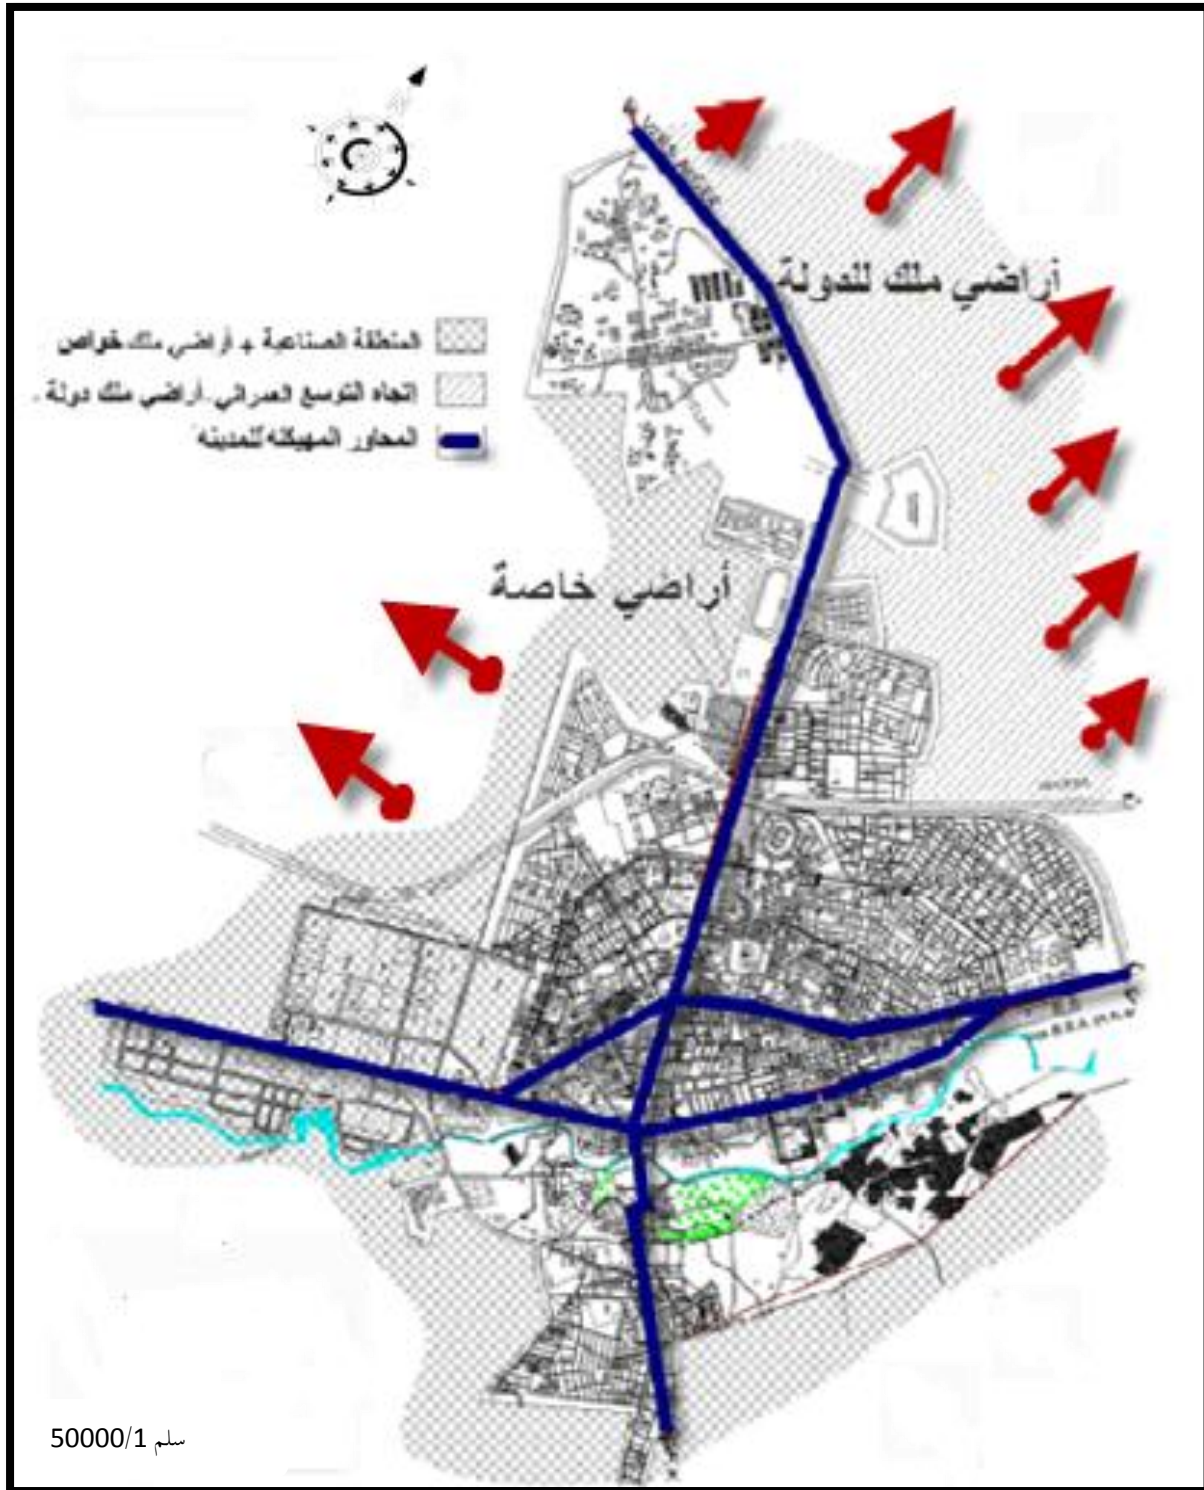 أراضي ملك للدولة
المنطقة الصناعية + أراضي ملك خواص
إتجاه التوسع العمراني-أراضي ملك دولة -
المحاور المهيكلة للمدينة
أراضي خاصة
سلم 50000/1